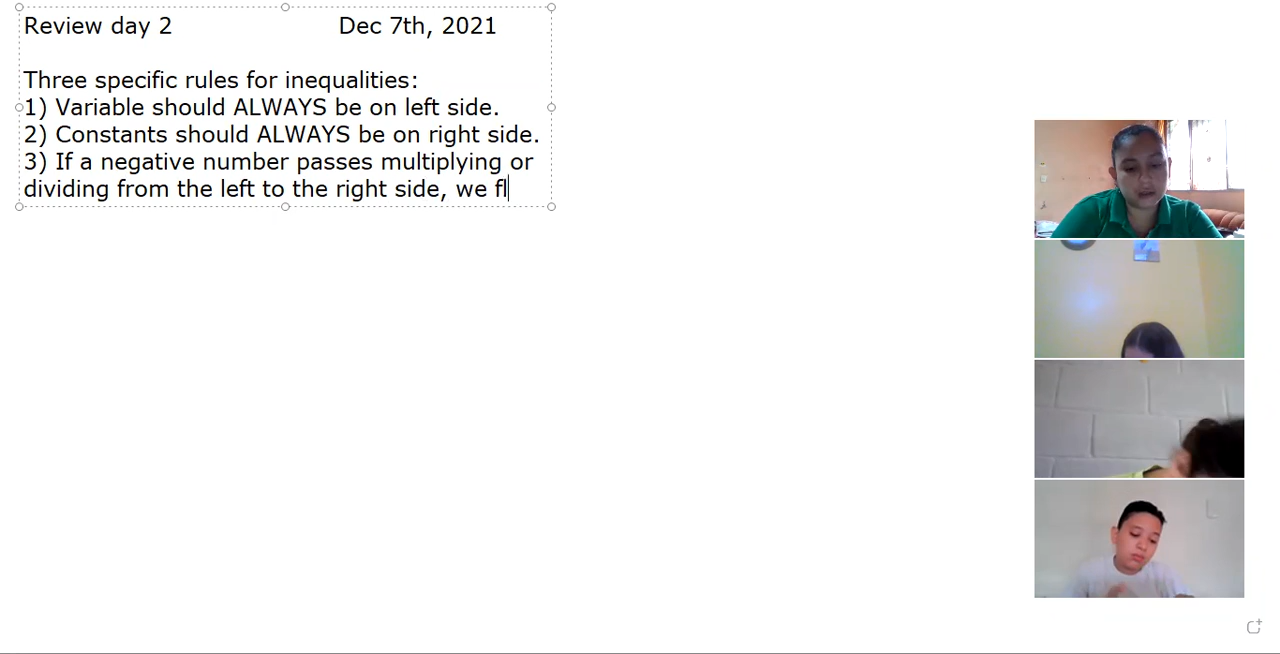 Review day 2 Dec 7th, 2021
Three specific rules for inequalities:
1) Variable should ALWAYS be on left side.
2) Constants should ALWAYS be on right side.
3) If a negative number passes multiplying or
dividing from the left to the right side, we fl